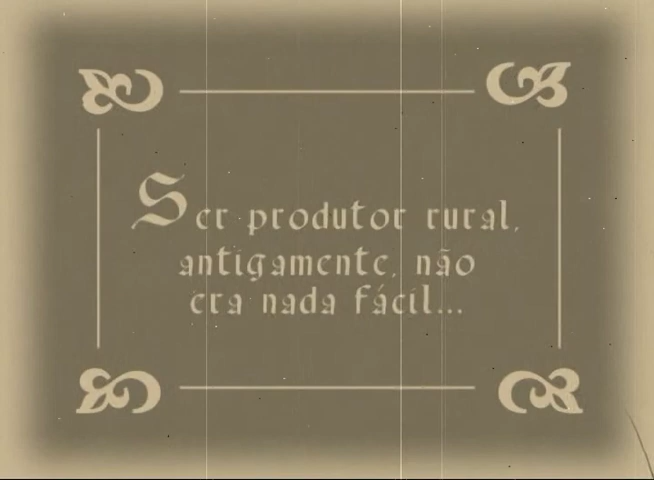 Ser produtor rural,
antigamente, não
era nada fácil...